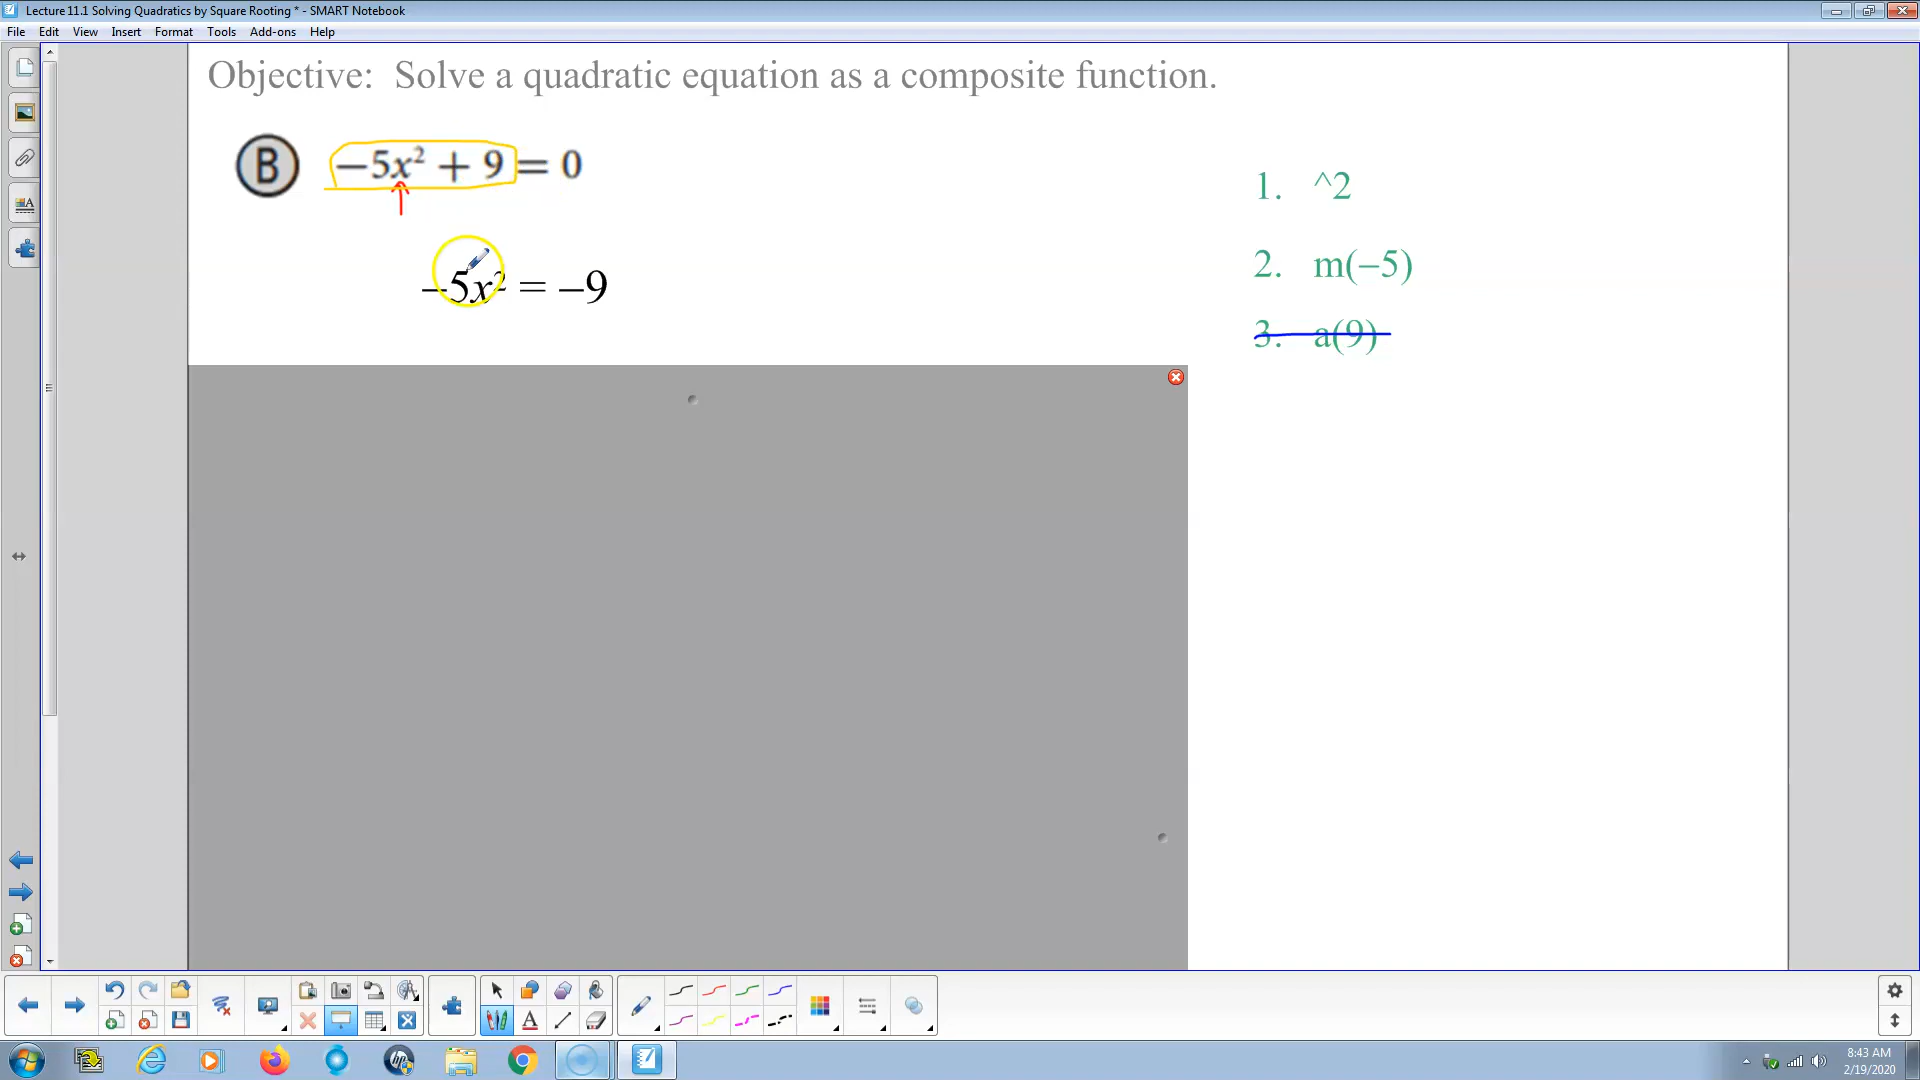 Lecture 11.1 Solving Quadratics by Square Rooting * - SMART Notebook
File Edit View Insert Format Tools Add-ons Help
Objective: Solve a quadratic equation as a composite function.
B −5x² + 9 = 0
−5x² = −9
1. ^2
2. m(−5)
3. a(9)
8:43 AM
2/19/2020